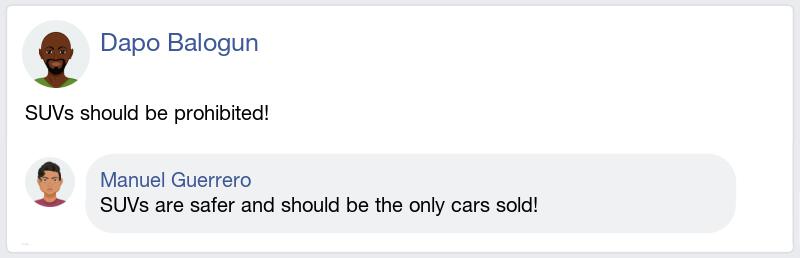 Dapo Balogun
SUVs should be prohibited!
Manuel Guerrero
SUVs are safer and should be the only cars sold!